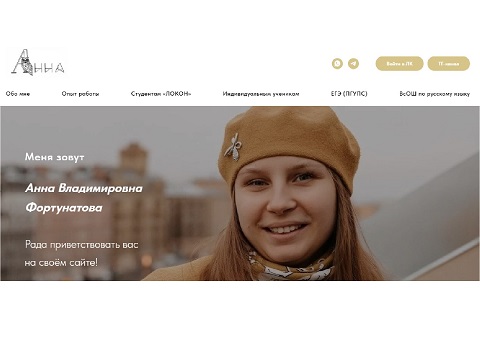 Анна
Войти в ЛК
Обо мне
Опыт работы
Студентам «ЛОКОН»
Индивидуальным ученикам
ЕГЭ (ПГУПС)
ВсОШ по русскому языку
Меня зовут
Анна Владимировна
Фортунатова
Рада приветствовать вас
на своём сайте!